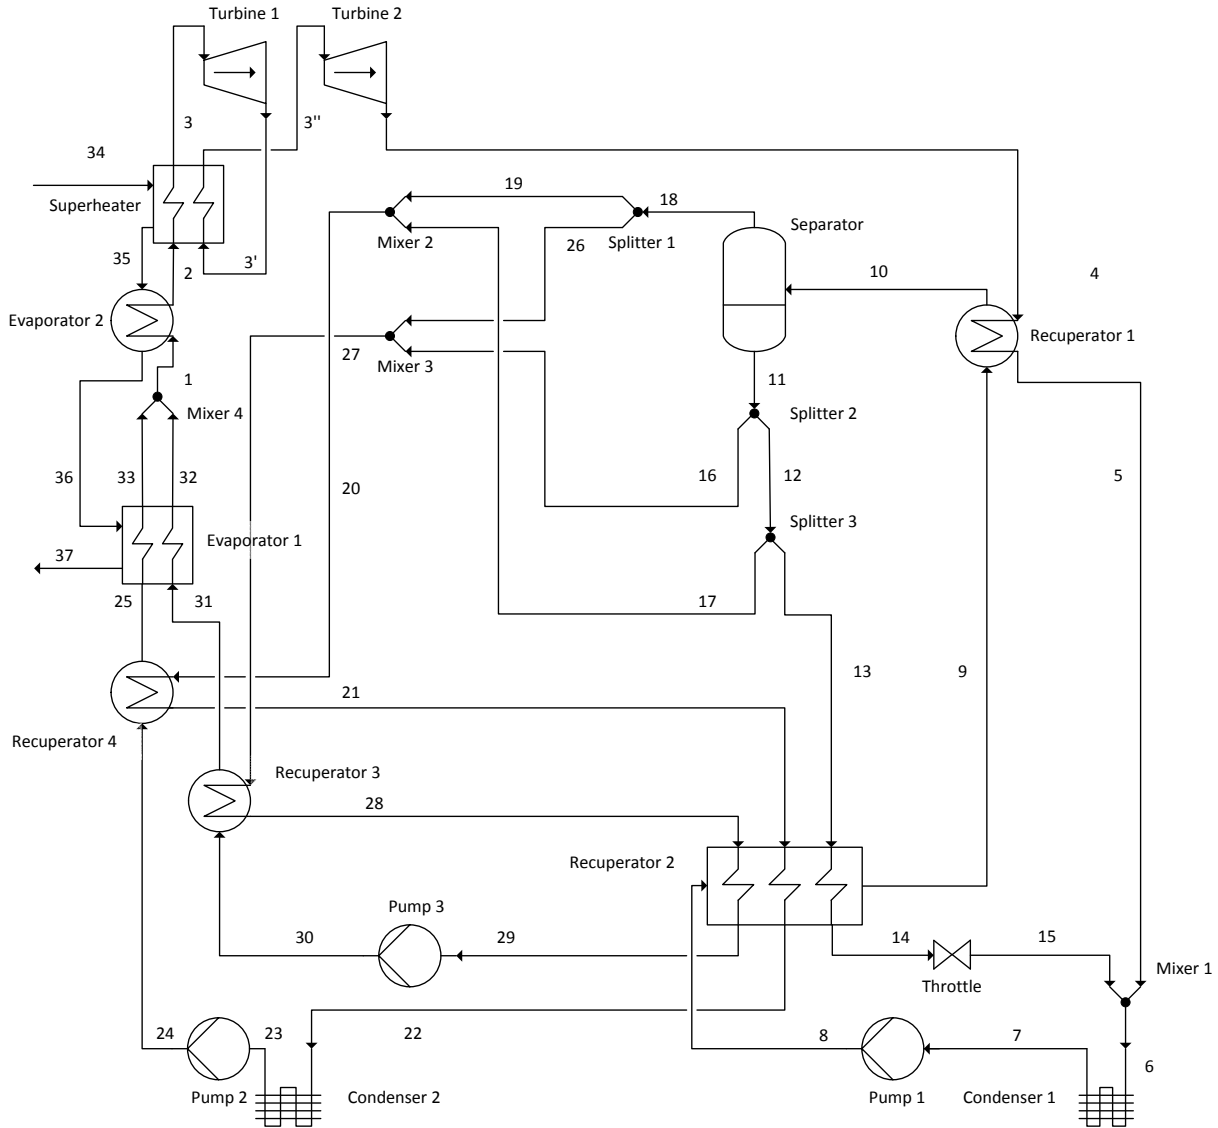 Turbine 1
Turbine 2
3
3''
34
19
18
Superheater
Separator
Mixer 2
26
Splitter 1
35
2
3'
10
4
Evaporator 2
Recuperator 1
27
Mixer 3
1
11
Mixer 4
Splitter 2
36
33
32
20
16
12
5
Splitter 3
Evaporator 1
37
25
31
17
13
9
21
Recuperator 4
Recuperator 3
28
Recuperator 2
Pump 3
30
29
14
15
Mixer 1
Throttle
24
23
22
8
7
6
Pump 2
Condenser 2
Pump 1
Condenser 1